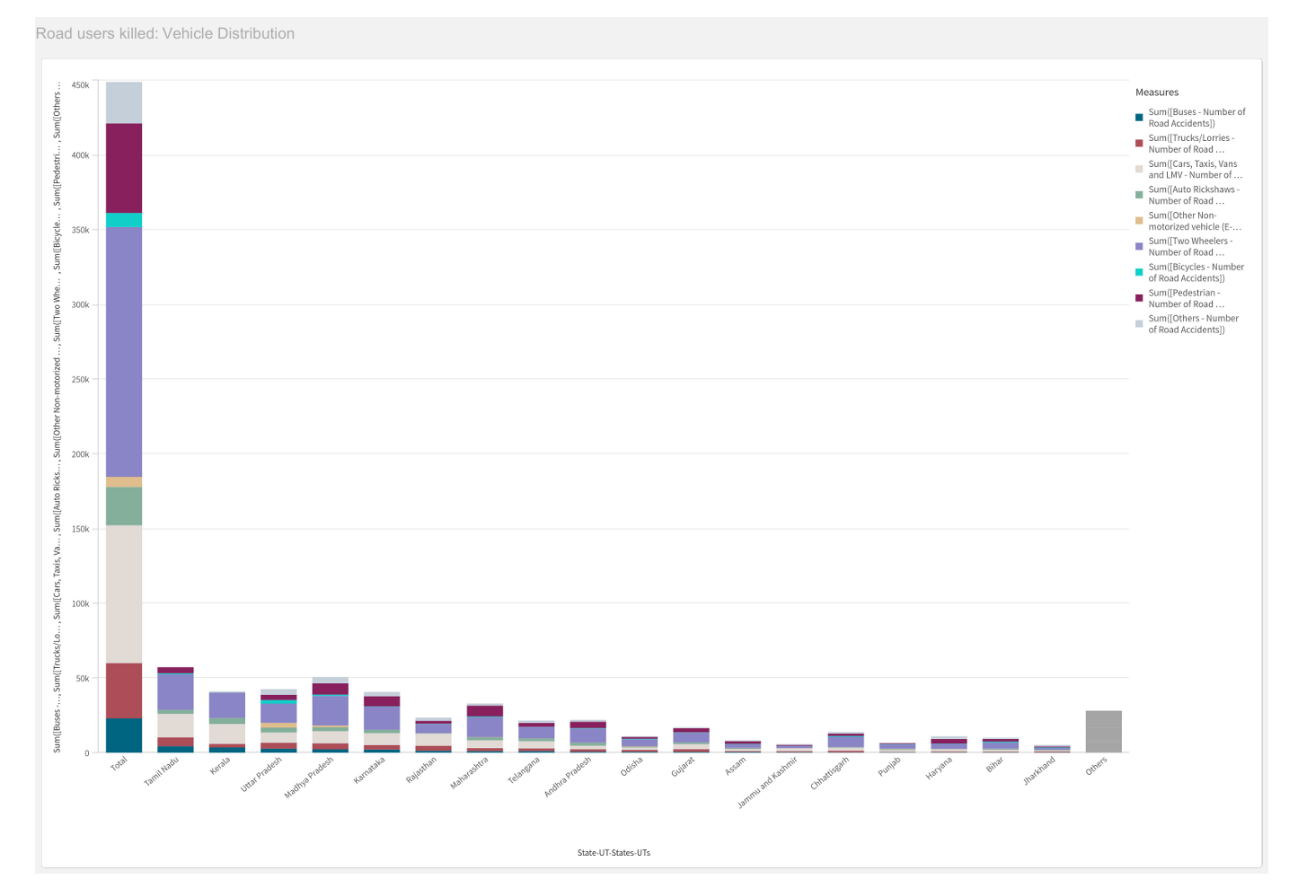 Road users killed: Vehicle Distribution
Sum([Buses -..., Sum([Trucks/Lo... , Sum([Cars, Taxis, Va... , Sum([Auto Ricks... , Sum([Other Non-motorized ..., Sum([Two Whe... , Sum([Bicycle... , Sum([Pedestri... , Sum([Others ...
450k
400k
350k
300k
250k
200k
150k
100k
50k
0
Total
Tamil Nadu
Kerala
Uttar Pradesh
Madhya Pradesh
Karnataka
Rajasthan
Maharashtra
Telangana
Andhra Pradesh
Odisha
Gujarat
Assam
Jammu and Kashmir
Chhattisgarh
Punjab
Haryana
Bihar
Jharkhand
Others
State-UT-States-UTs
Measures
Sum([Buses - Number of
Road Accidents])
Sum([Trucks/Lorries -
Number of Road ...
Sum([Cars, Taxis, Vans
and LMV - Number of ...
Sum([Auto Rickshaws -
Number of Road ...
Sum([Other Non-
motorized vehicle (E-...
Sum([Two Wheelers -
Number of Road ...
Sum([Bicycles - Number
of Road Accidents])
Sum([Pedestrian -
Number of Road ...
Sum([Others - Number
of Road Accidents])